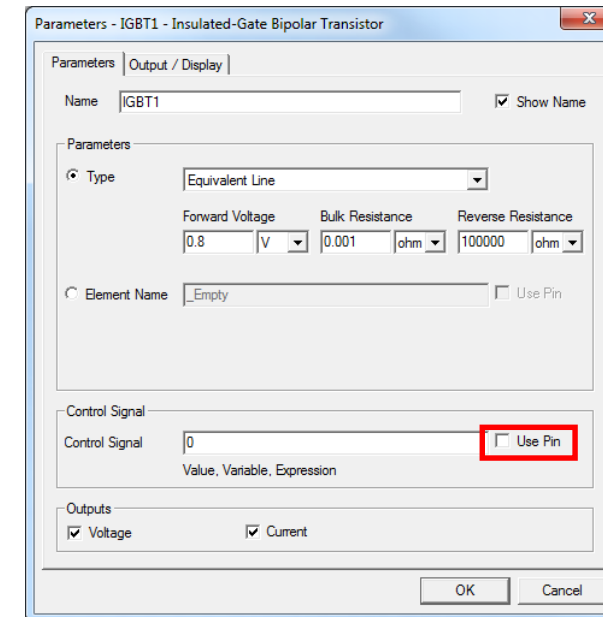 Parameters - IGBT1 - Insulated-Gate Bipolar Transistor
Parameters Output / Display
Name IGBT1 Show Name
Parameters
Type Equivalent Line
Forward Voltage Bulk Resistance Reverse Resistance
0.8 V 0.001 ohm 100000 ohm
Element Name _Empty Use Pin
Control Signal
Control Signal 0 Use Pin
Value, Variable, Expression
Outputs
Voltage Current
OK Cancel